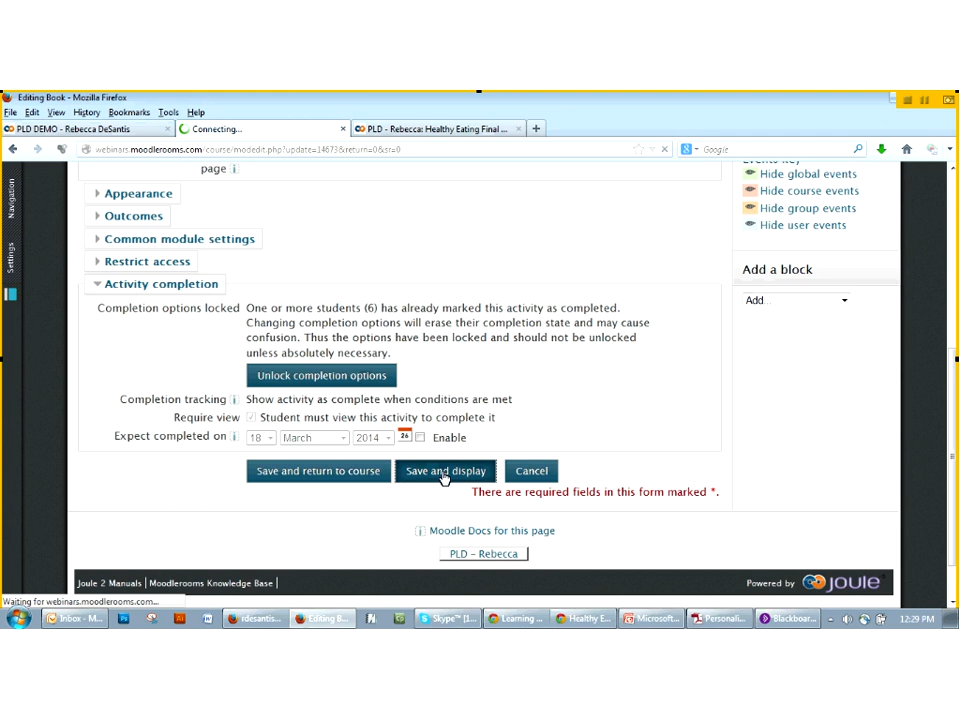 Editing Book - Mozilla Firefox
File Edit View History Bookmarks Tools Help
PLD DEMO - Rebecca DeSantis × Connecting... × PLD - Rebecca: Healthy Eating Final ... × +
webinars.moodlerooms.com/course/modedit.php?update=14673&return=0&sr=0 Google
page
Events Key
Hide global events
Hide course events
Hide group events
Hide user events
Navigation
Settings
Appearance
Outcomes
Common module settings
Restrict access
Activity completion
Add a block
Add...
Completion options locked One or more students (6) has already marked this activity as completed.
Changing completion options will erase their completion state and may cause
confusion. Thus the options have been locked and should not be unlocked
unless absolutely necessary.
Unlock completion options
Completion tracking Show activity as complete when conditions are met
Require view Student must view this activity to complete it
Expect completed on 18 March 2014 26 Enable
Save and return to course Save and display Cancel
There are required fields in this form marked *.
Moodle Docs for this page
PLD – Rebecca
Joule 2 Manuals | Moodlerooms Knowledge Base | Powered by joule
Waiting for webinars.moodlerooms.com...
Inbox - M... rdesantis... Editing B... Skype™ [1... Learning ... Healthy E... Microsoft... Personali... Blackboar... 12:29 PM